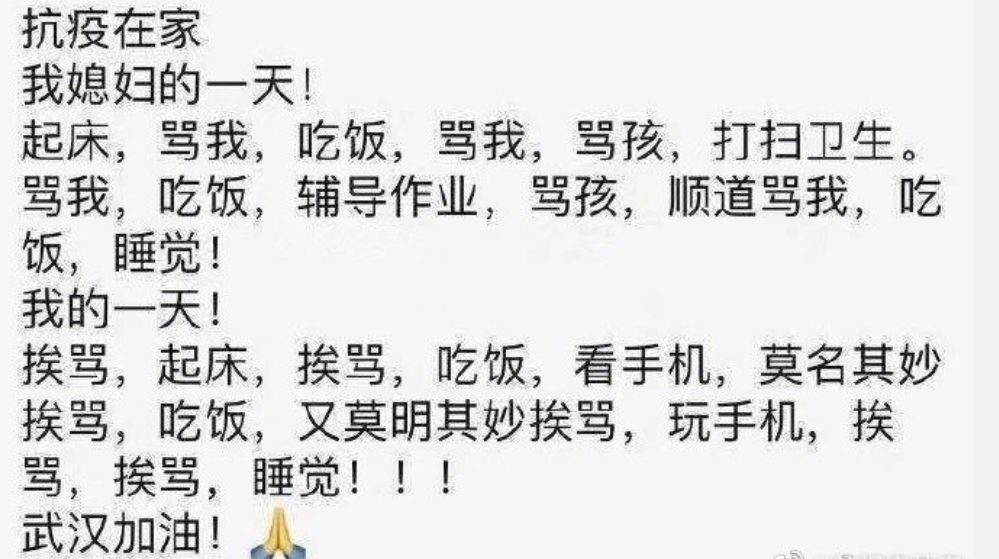 抗疫在家
我媳妇的一天！
起床，骂我，吃饭，骂我，骂孩，打扫卫生。
骂我，吃饭，辅导作业，骂孩，顺道骂我，吃
饭，睡觉！
我的一天！
挨骂，起床，挨骂，吃饭，看手机，莫名其妙
挨骂，吃饭，又莫明其妙挨骂，玩手机，挨
骂，挨骂，睡觉！！！
武汉加油！🙏